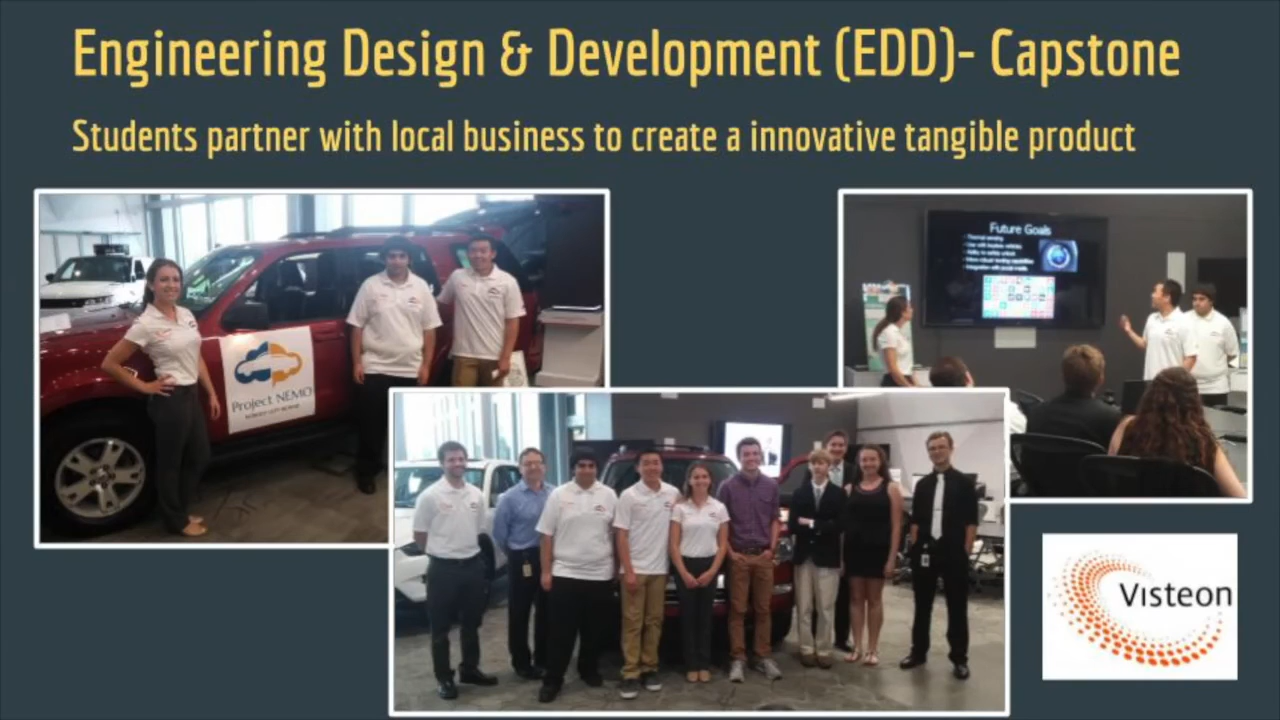 Engineering Design & Development (EDD)- Capstone
Students partner with local business to create a innovative tangible product
Project NEMO
Future Goals
Visteon